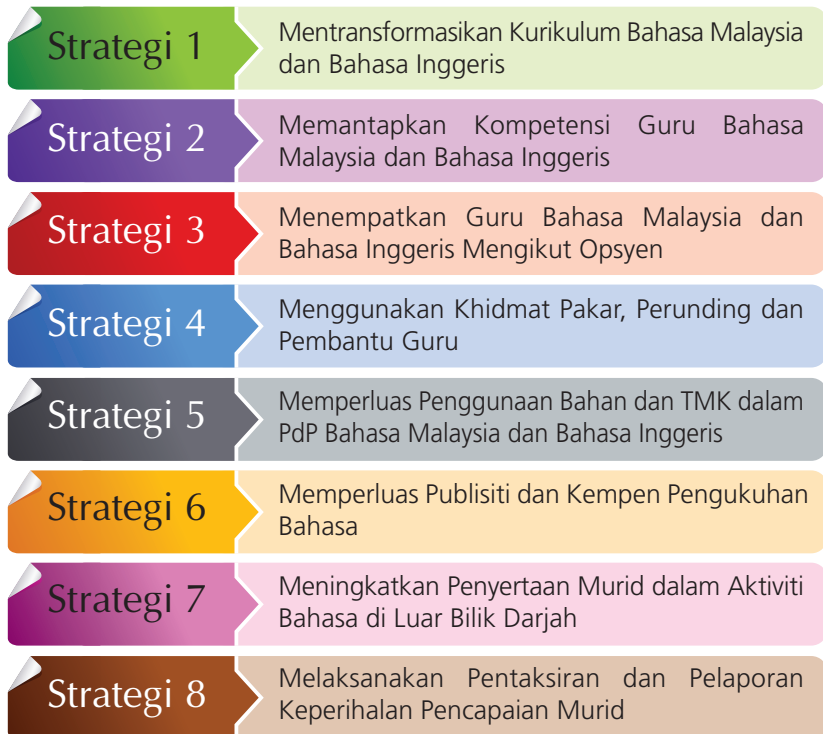 Strategi 1
Mentransformasikan Kurikulum Bahasa Malaysia
dan Bahasa Inggeris
Strategi 2
Memantapkan Kompetensi Guru Bahasa
Malaysia dan Bahasa Inggeris
Strategi 3
Menempatkan Guru Bahasa Malaysia dan
Bahasa Inggeris Mengikut Opsyen
Strategi 4
Menggunakan Khidmat Pakar, Perunding dan
Pembantu Guru
Strategi 5
Memperluas Penggunaan Bahan dan TMK dalam
PdP Bahasa Malaysia dan Bahasa Inggeris
Strategi 6
Memperluas Publisiti dan Kempen Pengukuhan
Bahasa
Strategi 7
Meningkatkan Penyertaan Murid dalam Aktiviti
Bahasa di Luar Bilik Darjah
Strategi 8
Melaksanakan Pentaksiran dan Pelaporan
Keperihalan Pencapaian Murid